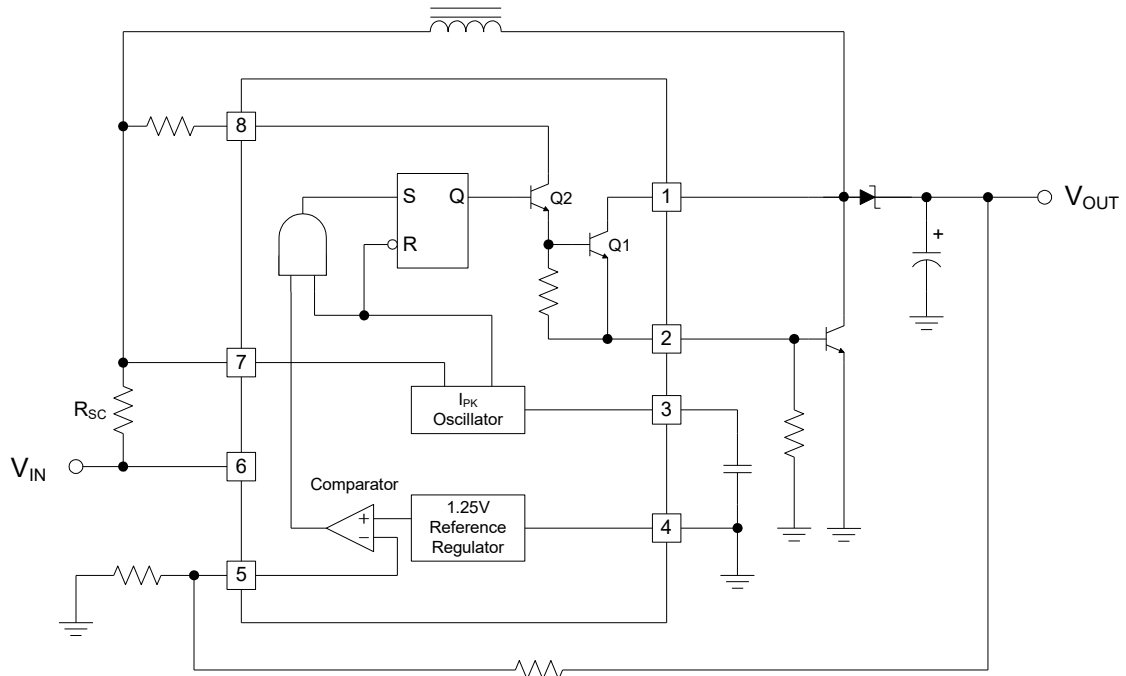 8
1
S Q
Q2
V_OUT
R
Q1
+
2
7
I_PK
Oscillator
3
R_SC
V_IN
6
Comparator
1.25V
Reference
Regulator
+
−
4
5